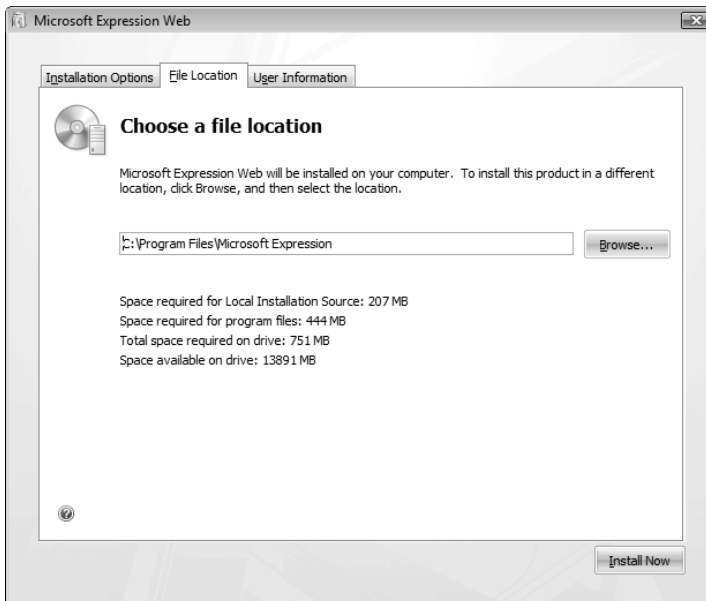 Microsoft Expression Web
Installation Options
File Location
User Information
Choose a file location
Microsoft Expression Web will be installed on your computer. To install this product in a different
location, click Browse, and then select the location.
C:\Program Files\Microsoft Expression
Browse...
Space required for Local Installation Source: 207 MB
Space required for program files: 444 MB
Total space required on drive: 751 MB
Space available on drive: 13891 MB
Install Now